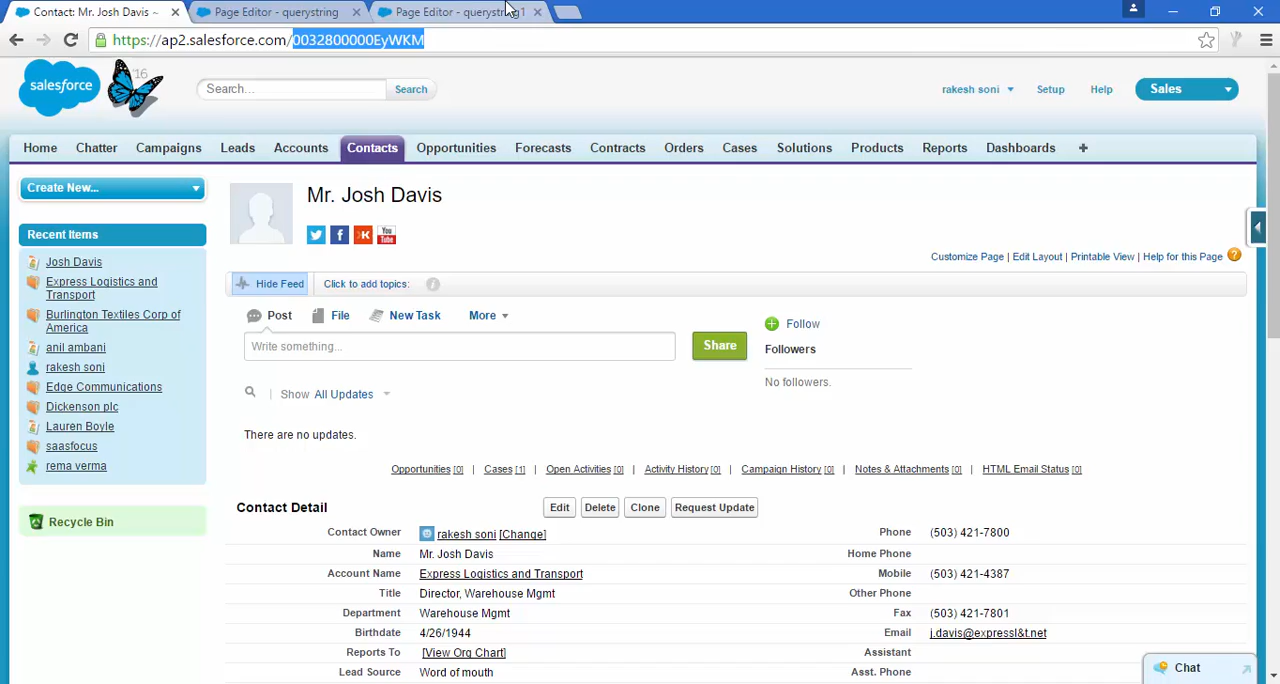 Contact: Mr. Josh Davis ~
Page Editor - querystring
Page Editor - querystring1
https://ap2.salesforce.com/0032800000EyWKM
salesforce
'16
Search...
Search
rakesh soni
Setup
Help
Sales
Home
Chatter
Campaigns
Leads
Accounts
Contacts
Opportunities
Forecasts
Contracts
Orders
Cases
Solutions
Products
Reports
Dashboards
+
Create New...
Recent Items
Josh Davis
Express Logistics and
Transport
Burlington Textiles Corp of
America
anil ambani
rakesh soni
Edge Communications
Dickenson plc
Lauren Boyle
saasfocus
rema verma
Recycle Bin
Mr. Josh Davis
You
Tube
Customize Page | Edit Layout | Printable View | Help for this Page
Hide Feed
Click to add topics:
Post
File
New Task
More
Write something...
Share
Follow
Followers
No followers.
Show All Updates
There are no updates.
Opportunities [0] | Cases [1] | Open Activities [0] | Activity History [0] | Campaign History [0] | Notes & Attachments [0] | HTML Email Status [0]
Contact Detail
Edit
Delete
Clone
Request Update
Contact Owner rakesh soni [Change]
Phone (503) 421-7800
Name Mr. Josh Davis
Home Phone
Account Name Express Logistics and Transport
Mobile (503) 421-4387
Title Director, Warehouse Mgmt
Other Phone
Department Warehouse Mgmt
Fax (503) 421-7801
Birthdate 4/26/1944
Email j.davis@expressl&t.net
Reports To [View Org Chart]
Assistant
Lead Source Word of mouth
Asst. Phone
Chat